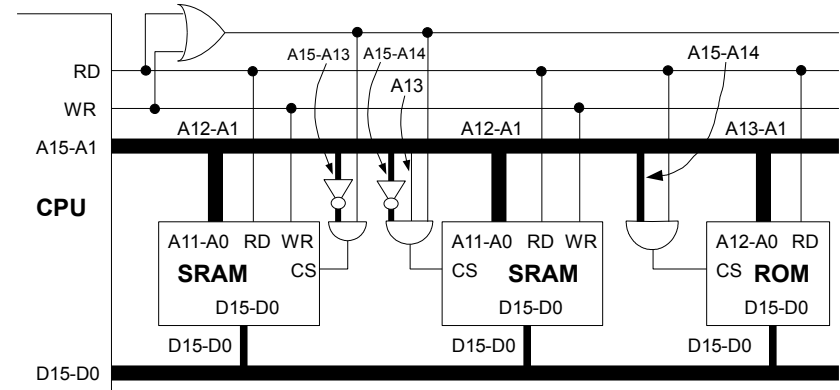 A15-A13
A15-A14
A15-A14
RD
A13
WR
A12-A1
A12-A1
A13-A1
A15-A1
CPU
A11-A0 RD WR
CS
SRAM
D15-D0
A11-A0 RD WR
CS
SRAM
D15-D0
A12-A0 RD
CS ROM
D15-D0
D15-D0
D15-D0
D15-D0
D15-D0